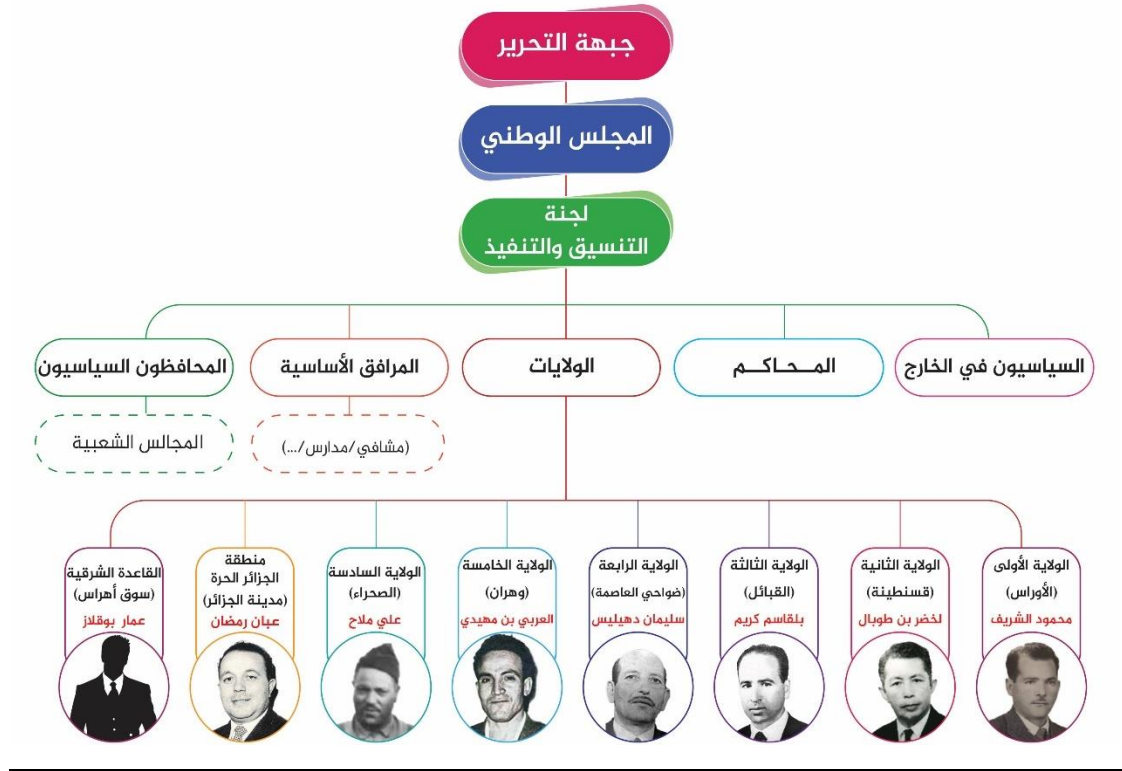 جبهة التحرير
المجلس الوطني
لجنة
التنسيق والتنفيذ
السياسيون في الخارج
المـحـاكـــم
الولايات
المرافق الأساسية
المحافظون السياسيون
(مشافي/مدارس/...)
المجالس الشعبية
الولاية الأولى
(الأوراس)
محمود الشريف
الولاية الثانية
(قسنطينة)
لخضر بن طوبال
الولاية الثالثة
(القبائل)
بلقاسم كريم
الولاية الرابعة
(ضواحي العاصمة)
سليمان دهيليس
الولاية الخامسة
(وهران)
العربي بن مهيدي
الولاية السادسة
(الصحراء)
علي ملاح
منطقة
الجزائر الحرة
(مدينة الجزائر)
عبان رمضان
القاعدة الشرقية
(سوق أهراس)
عمار بوقلاز